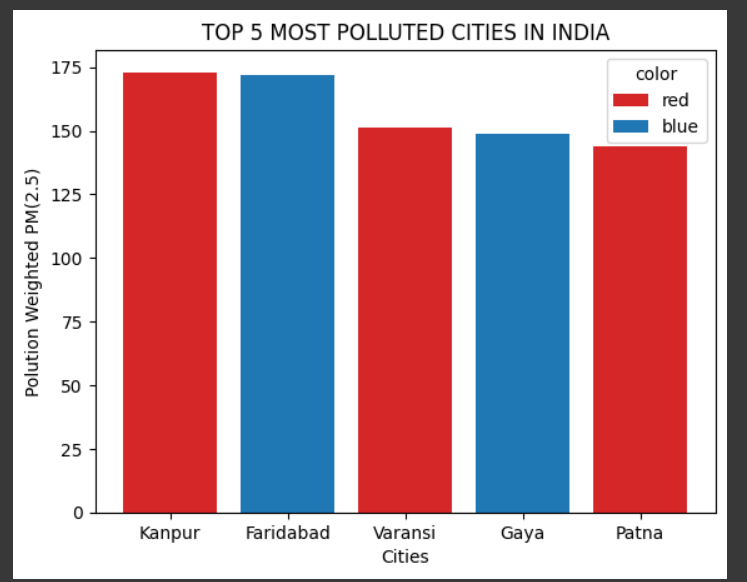 TOP 5 MOST POLLUTED CITIES IN INDIA
color
red
blue
175
150
125
100
75
50
25
0
Polution Weighted PM(2.5)
Kanpur Faridabad Varansi Gaya Patna
Cities